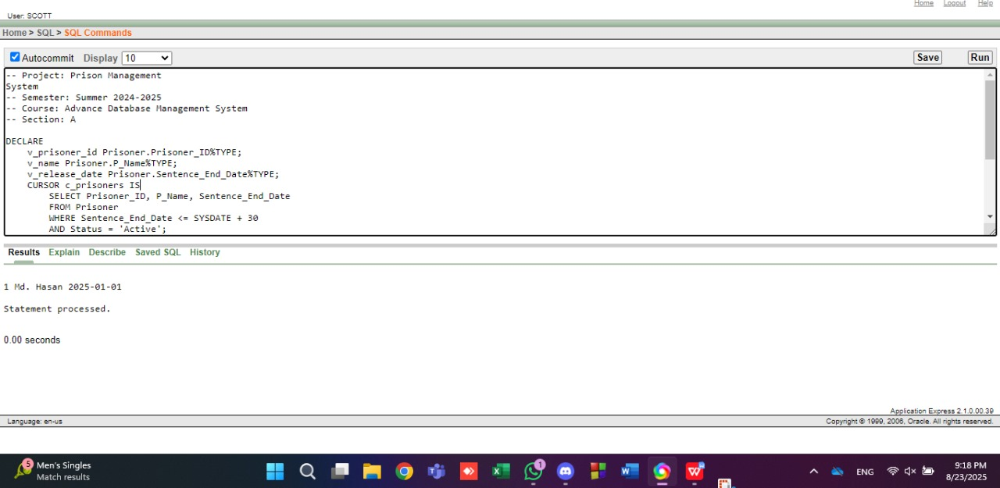 Home Logout Help
User: SCOTT
Home > SQL > SQL Commands
Autocommit Display 10 Save Run
-- Project: Prison Management
System
-- Semester: Summer 2024-2025
-- Course: Advance Database Management System
-- Section: A
DECLARE
v_prisoner_id Prisoner.Prisoner_ID%TYPE;
v_name Prisoner.P_Name%TYPE;
v_release_date Prisoner.Sentence_End_Date%TYPE;
CURSOR c_prisoners IS
SELECT Prisoner_ID, P_Name, Sentence_End_Date
FROM Prisoner
WHERE Sentence_End_Date <= SYSDATE + 30
AND Status = 'Active';
Results Explain Describe Saved SQL History
1 Md. Hasan 2025-01-01
Statement processed.
0.00 seconds
Application Express 2.1.0.00.39
Language: en-us Copyright © 1999, 2006, Oracle. All rights reserved.
5 Men's Singles
Match results
1
ENG
9:18 PM
8/23/2025